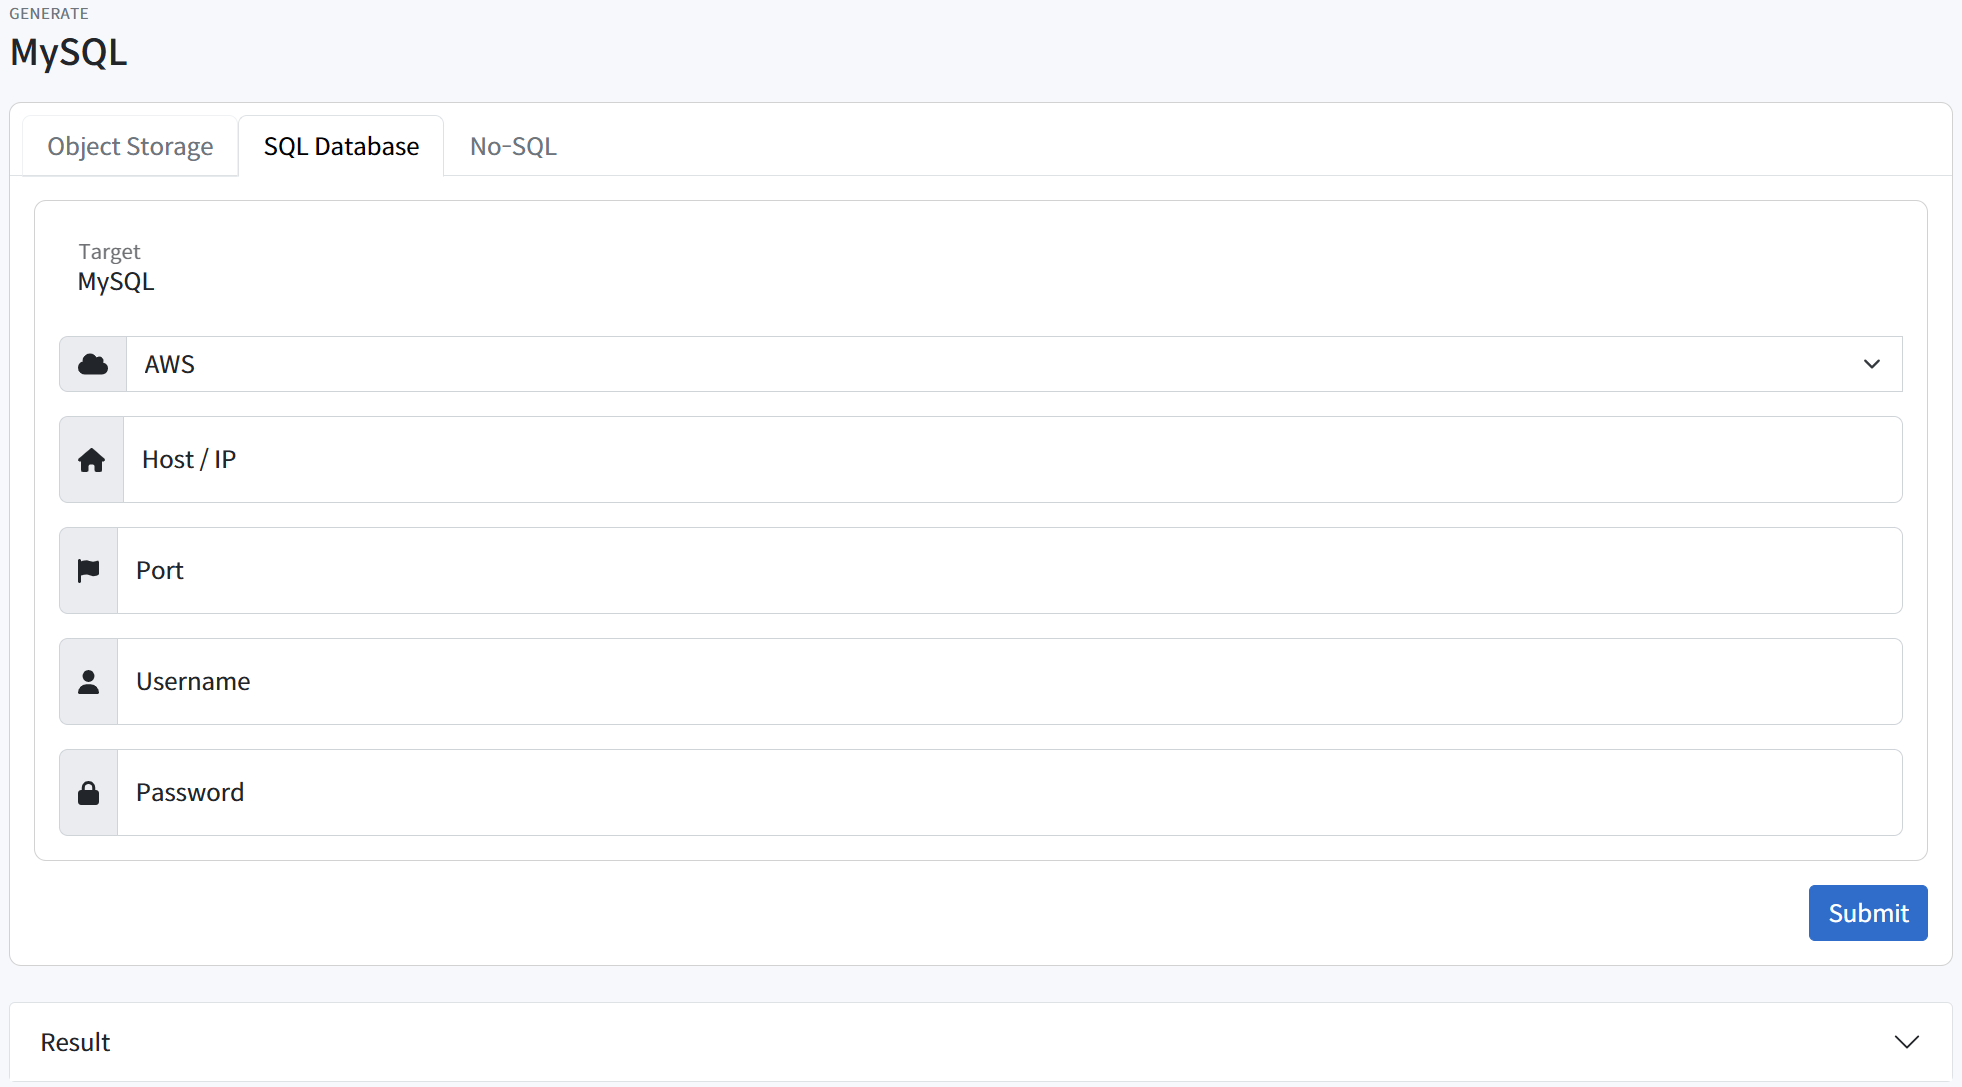 GENERATE
MySQL
Object Storage
SQL Database
No-SQL
Target
MySQL
AWS
Host / IP
Port
Username
Password
Submit
Result